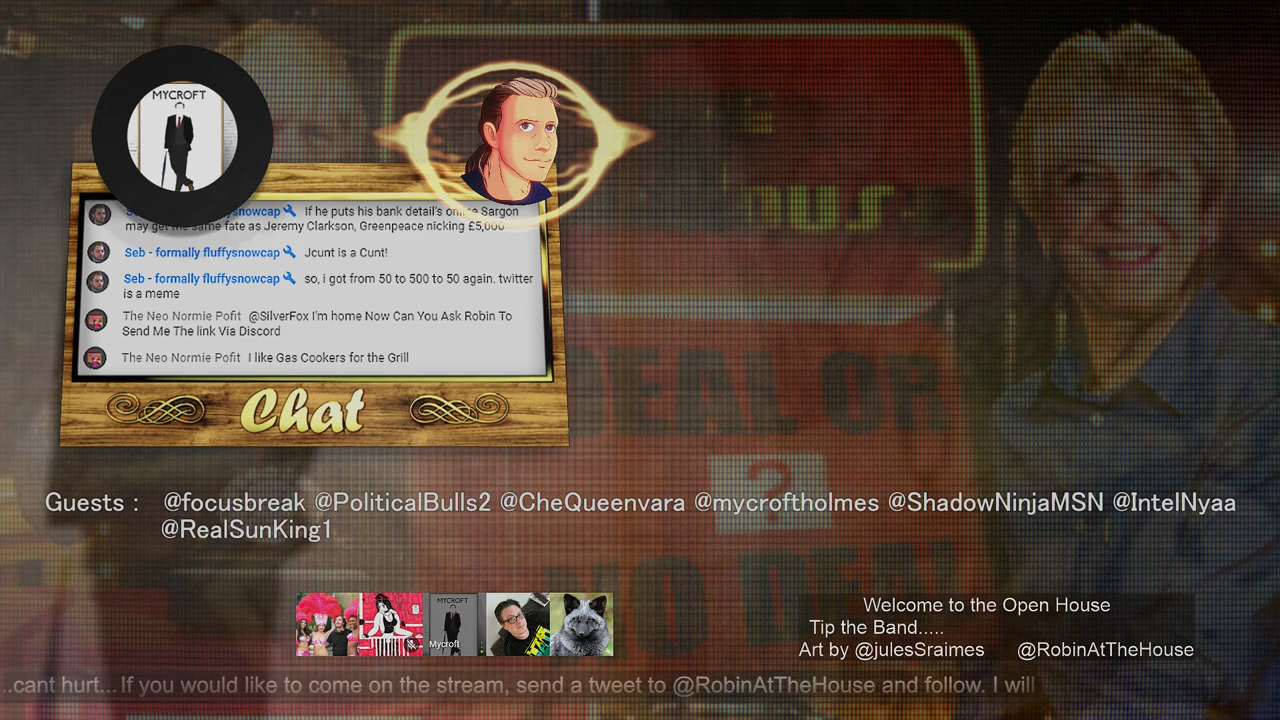 MYCROFT
Seb - formally fluffysnowcap If he puts his bank detail's online Sargon
may get the same fate as Jeremy Clarkson, Greenpeace nicking £5,000
Seb - formally fluffysnowcap Jcunt is a Cunt!
Seb - formally fluffysnowcap so, i got from 50 to 500 to 50 again. twitter
is a meme
The Neo Normie Pofit @SilverFox I'm home Now Can You Ask Robin To
Send Me The link Via Discord
The Neo Normie Pofit I like Gas Cookers for the Grill
Chat
DEAL OR
?
NO DEAL
Guests : @focusbreak @PoliticalBulls2 @CheQueenvara @mycroftholmes @ShadowNinjaMSN @IntelNyaa
@RealSunKing1
MYCROFT
Mycroft
Welcome to the Open House
Tip the Band.....
Art by @julesSraimes @RobinAtTheHouse
..cant hurt... If you would like to come on the stream, send a tweet to @RobinAtTheHouse and follow. I will